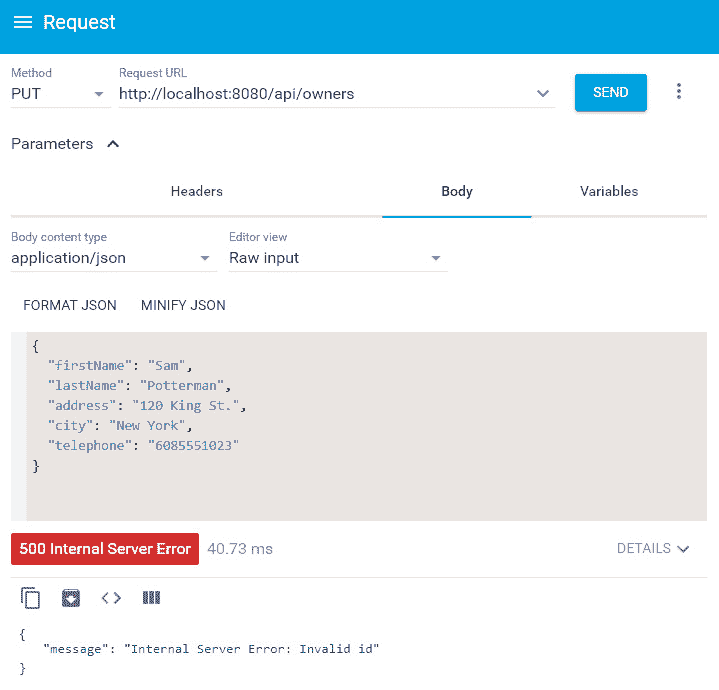 Request
Method
Request URL
PUT
http://localhost:8080/api/owners
SEND
Parameters
Headers
Body
Variables
Body content type
Editor view
application/json
Raw input
FORMAT JSON
MINIFY JSON
{
"firstName": "Sam",
"lastName": "Potterman",
"address": "120 King St.",
"city": "New York",
"telephone": "6085551023"
}
500 Internal Server Error
40.73 ms
DETAILS
{
"message": "Internal Server Error: Invalid id"
}